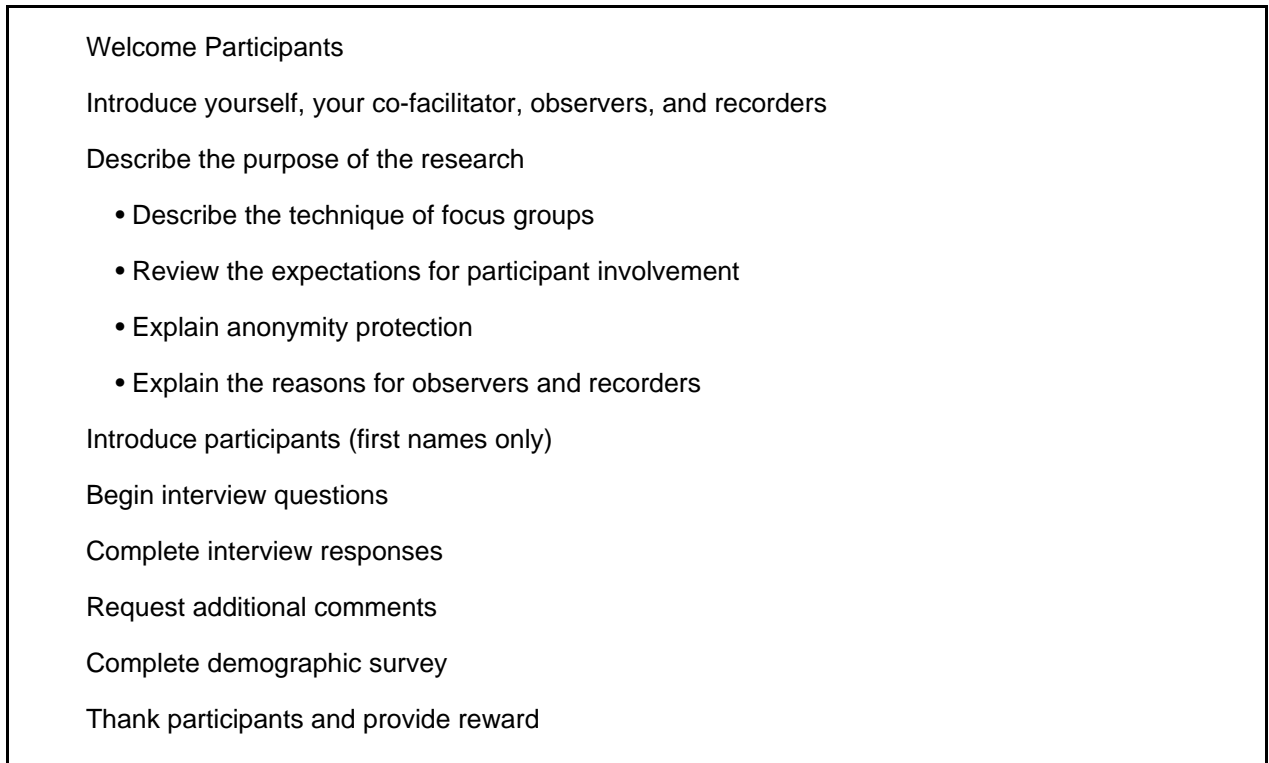 Welcome Participants
Introduce yourself, your co-facilitator, observers, and recorders
Describe the purpose of the research
• Describe the technique of focus groups
• Review the expectations for participant involvement
• Explain anonymity protection
• Explain the reasons for observers and recorders
Introduce participants (first names only)
Begin interview questions
Complete interview responses
Request additional comments
Complete demographic survey
Thank participants and provide reward